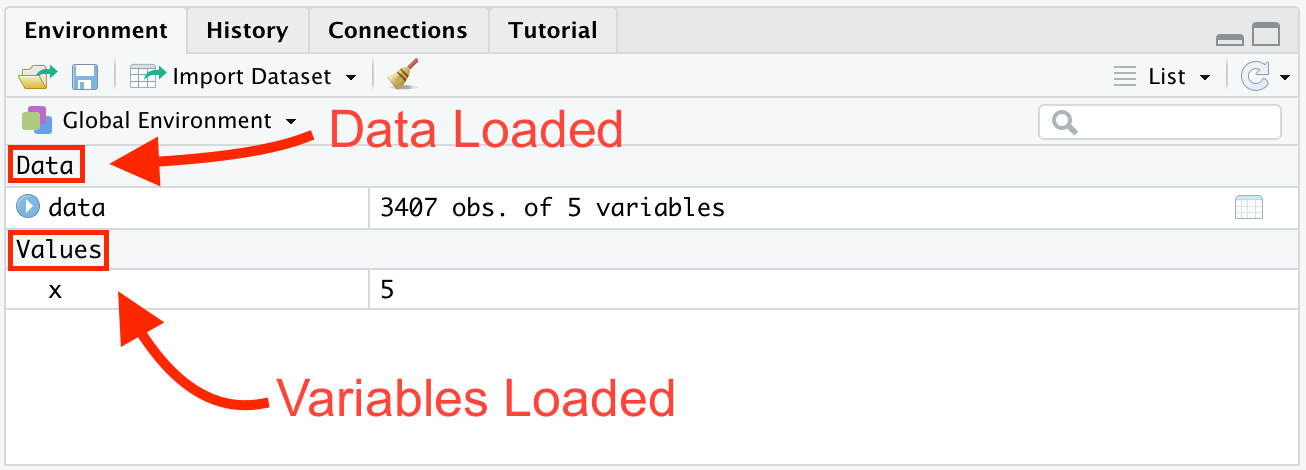 Environment History Connections Tutorial
Import Dataset List
Global Environment
Data Loaded
Data
data 3407 obs. of 5 variables
Values
x 5
Variables Loaded